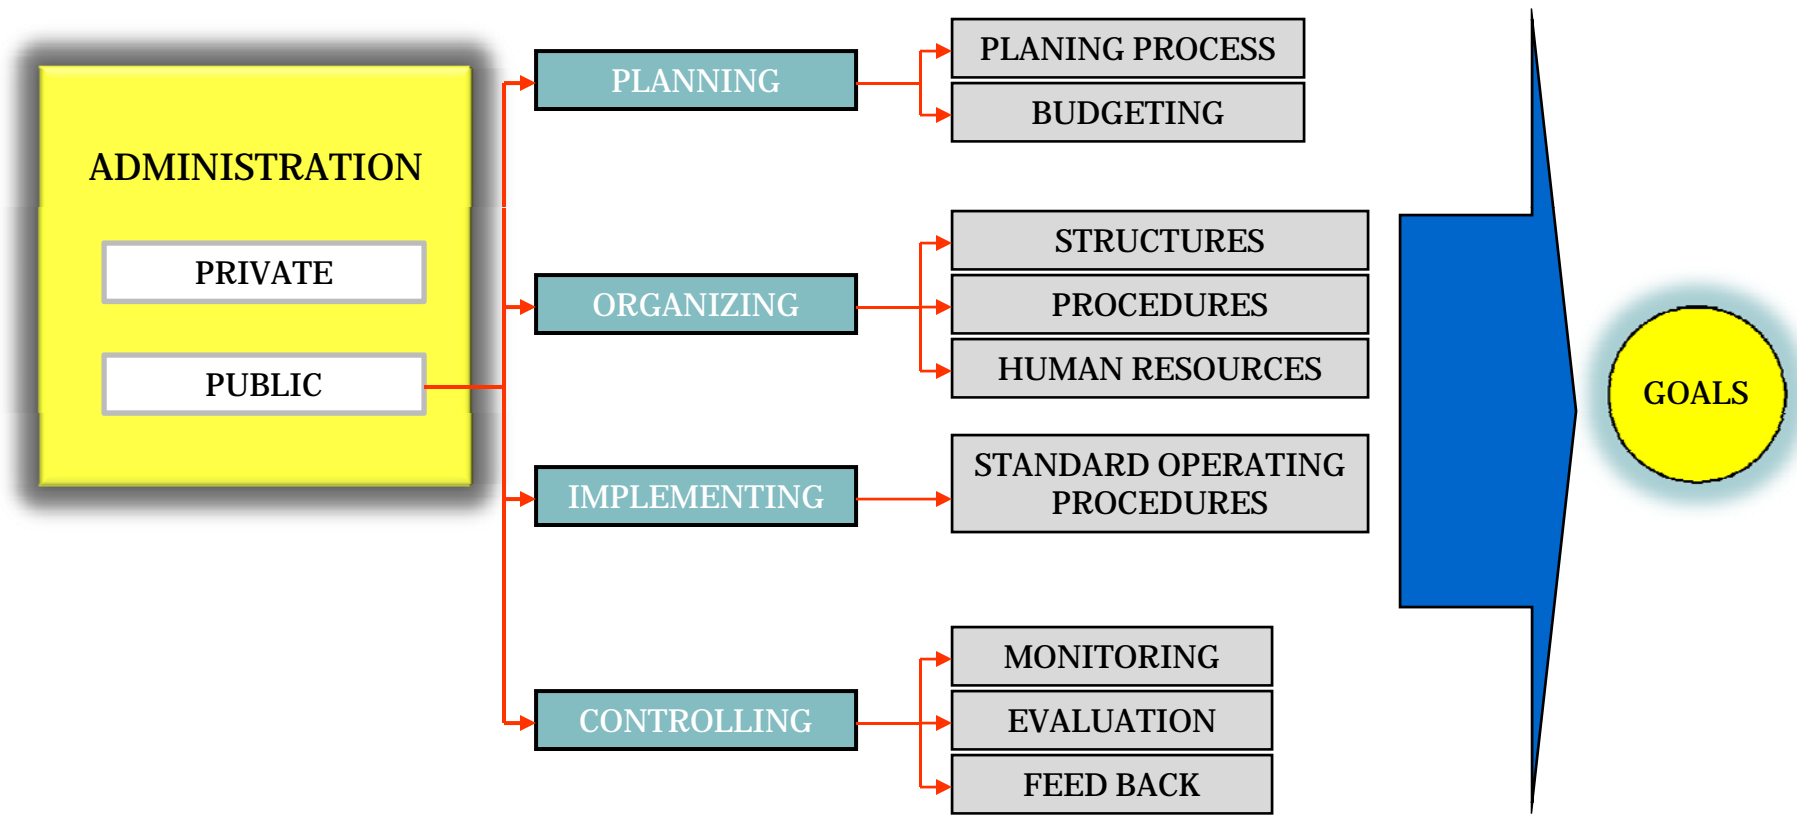 ADMINISTRATION
PRIVATE
PUBLIC
PLANNING
PLANING PROCESS
BUDGETING
ORGANIZING
STRUCTURES
PROCEDURES
HUMAN RESOURCES
IMPLEMENTING
STANDARD OPERATING
PROCEDURES
CONTROLLING
MONITORING
EVALUATION
FEED BACK
GOALS